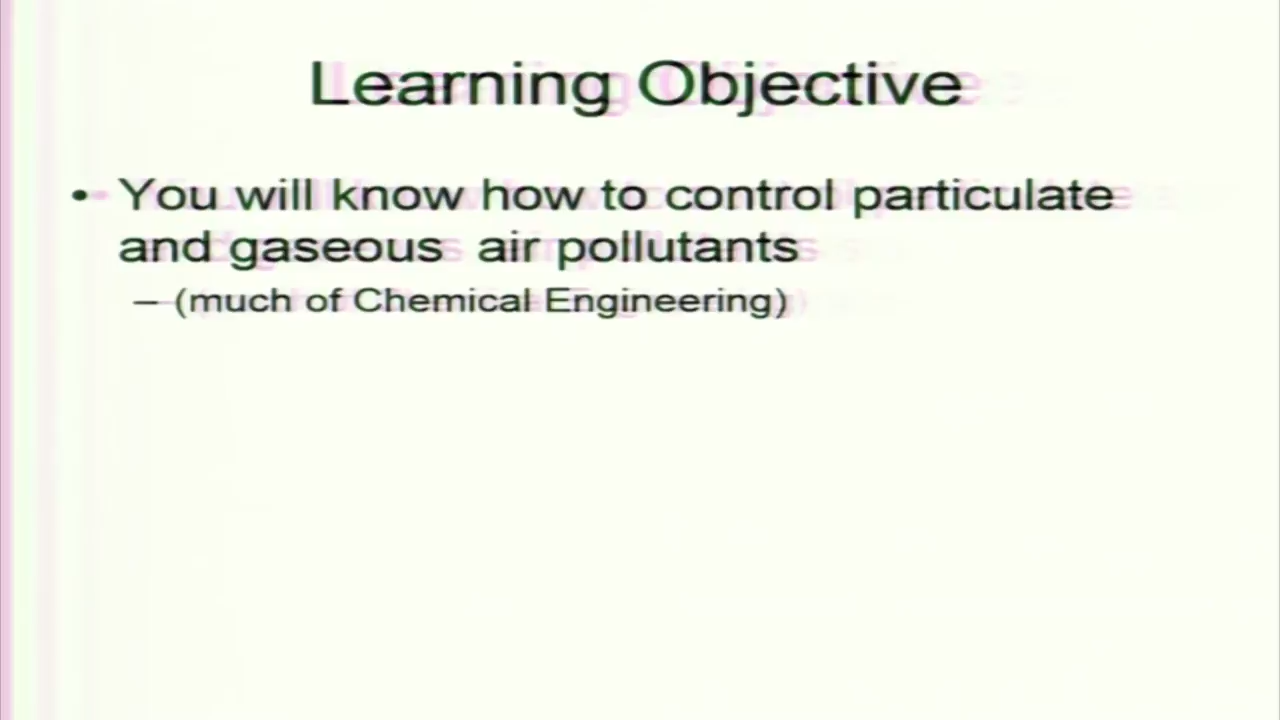 Learning Objective
• You will know how to control particulate
and gaseous air pollutants
– (much of Chemical Engineering)